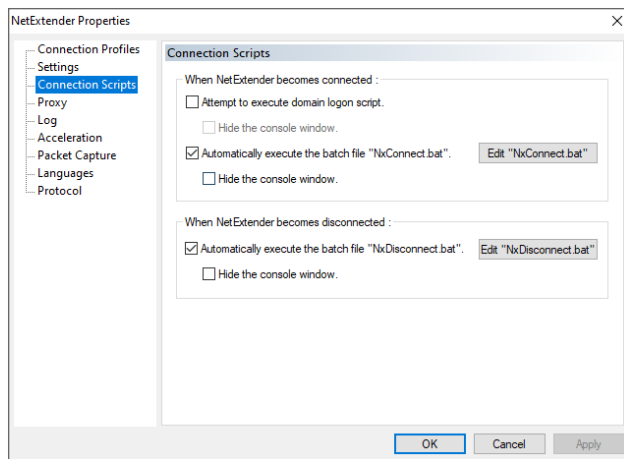 NetExtender Properties
Connection Profiles
Settings
Connection Scripts
Proxy
Log
Acceleration
Packet Capture
Languages
Protocol
Connection Scripts
When NetExtender becomes connected :
Attempt to execute domain logon script.
Hide the console window.
Automatically execute the batch file "NxConnect.bat".
Edit "NxConnect.bat"
Hide the console window.
When NetExtender becomes disconnected :
Automatically execute the batch file "NxDisconnect.bat".
Edit "NxDisconnect.bat"
Hide the console window.
OK
Cancel
Apply